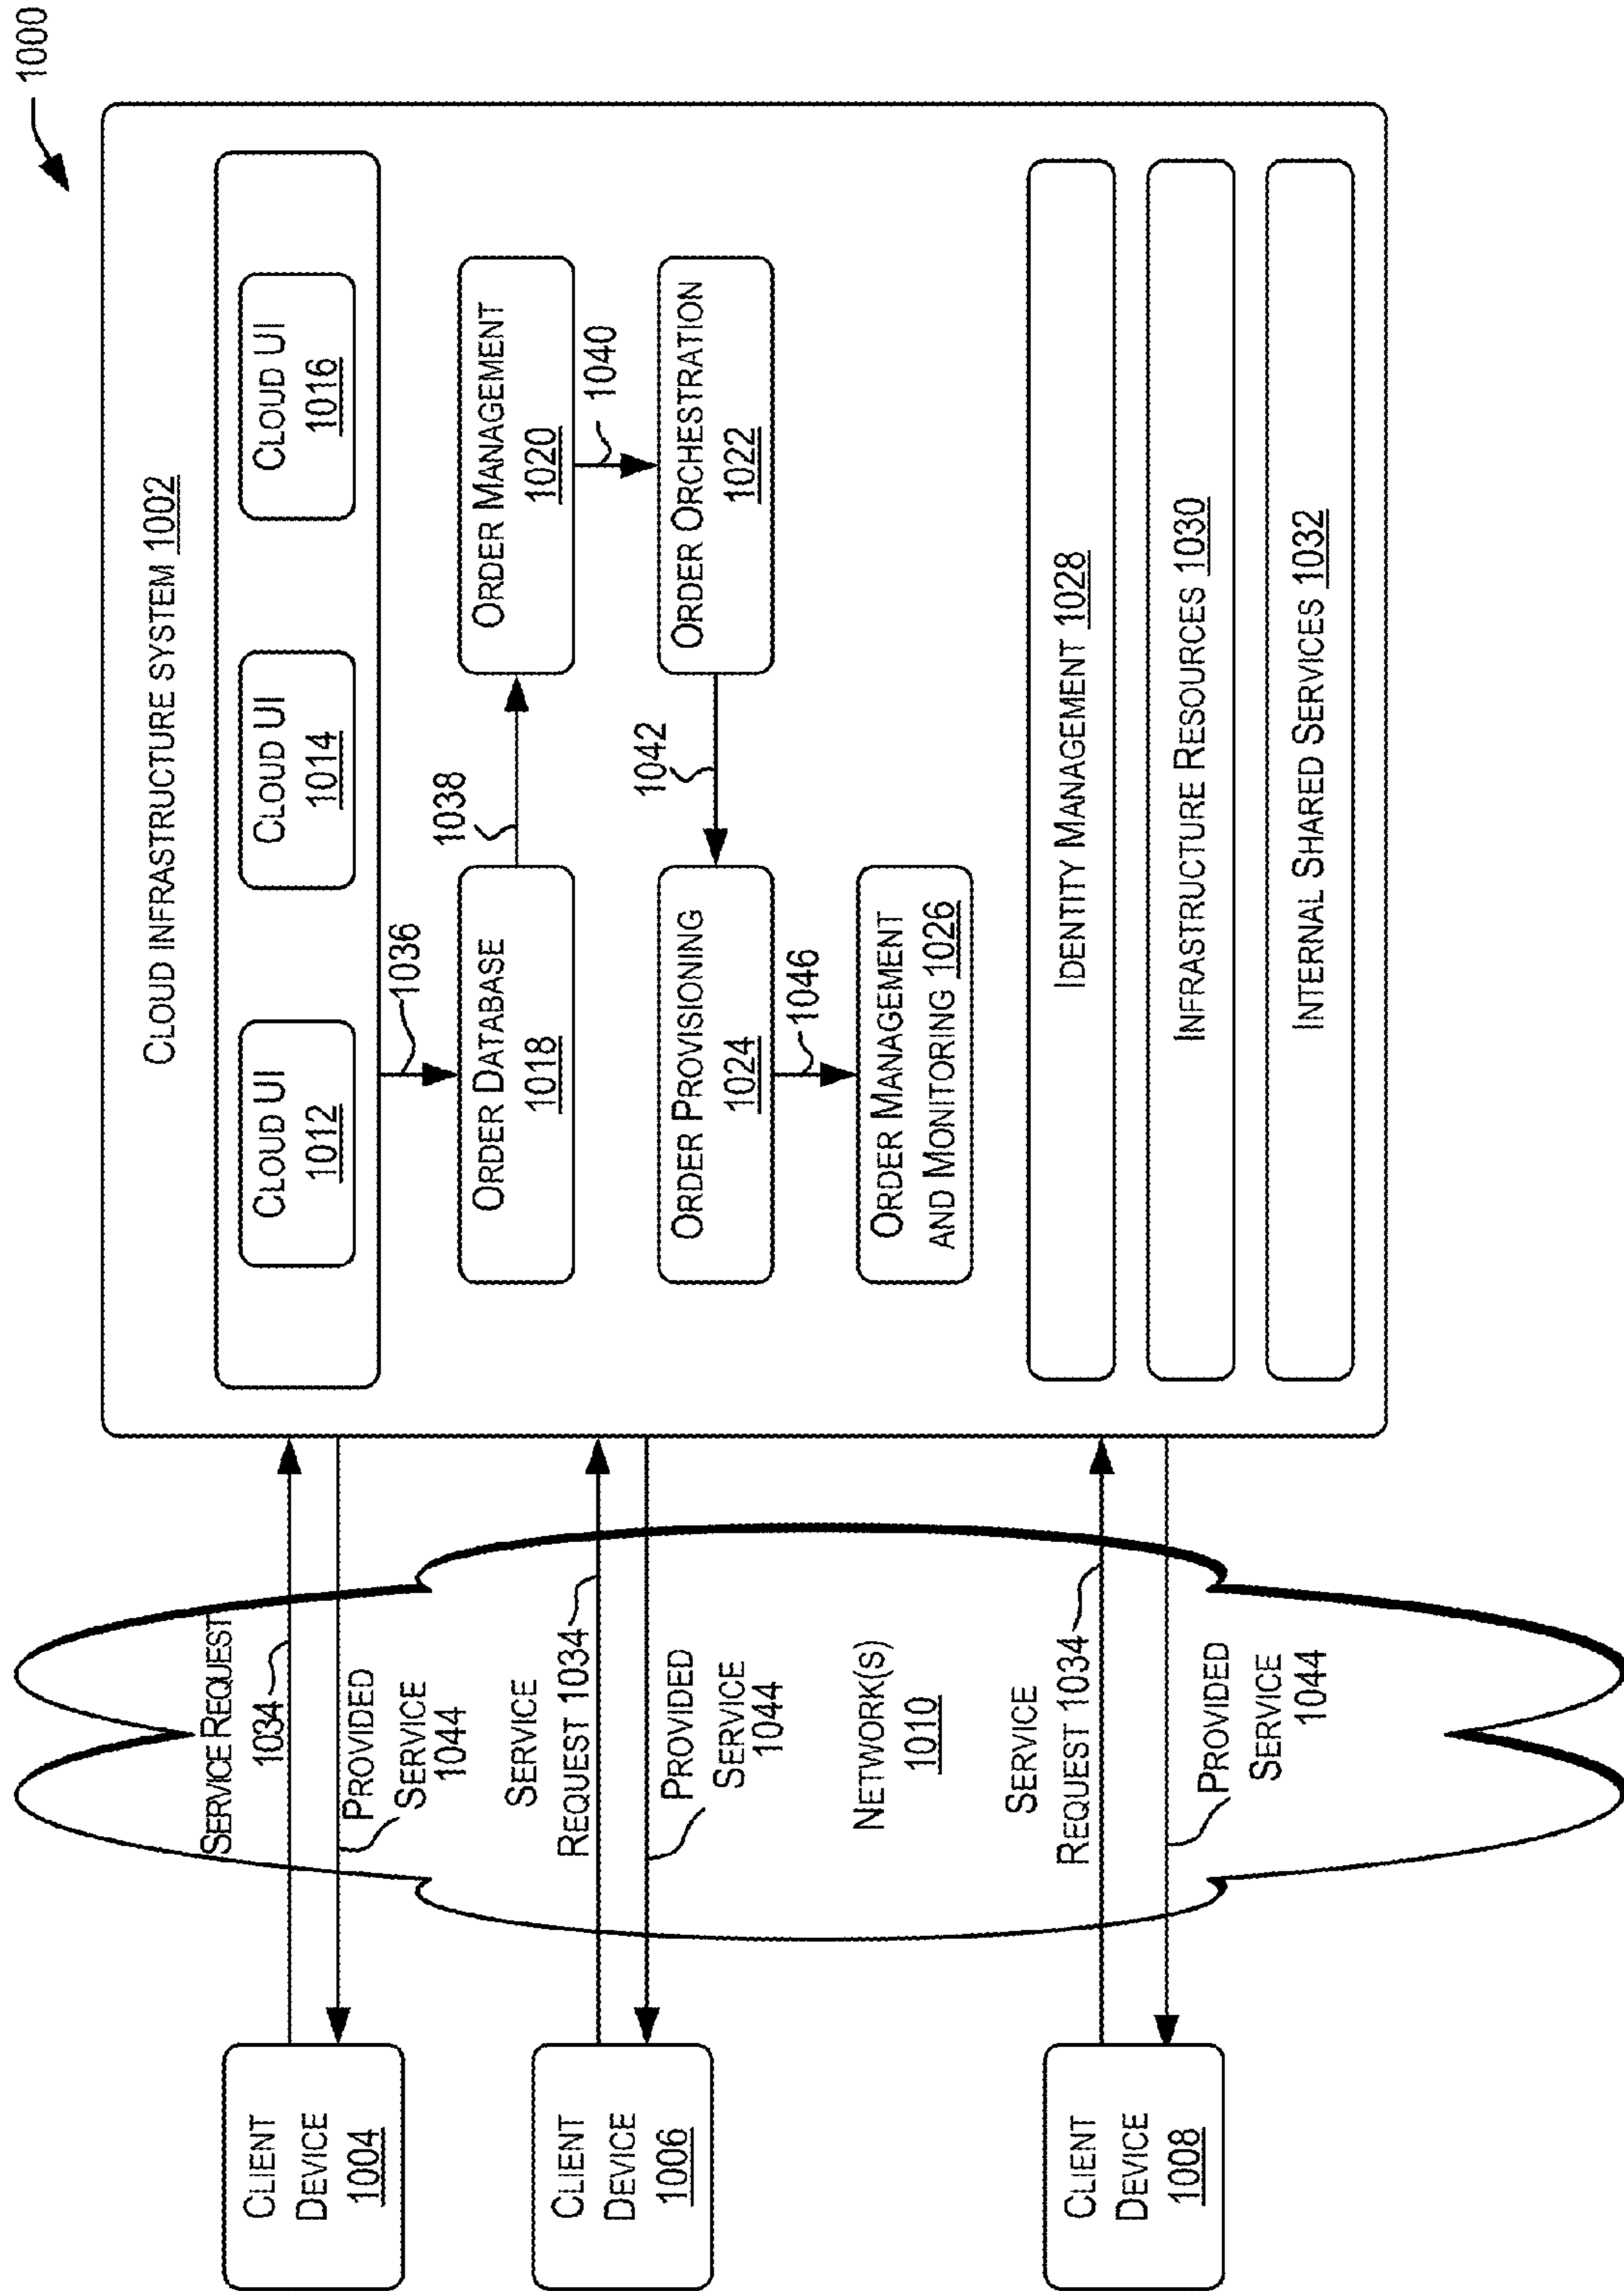 1000
CLOUD INFRASTRUCTURE SYSTEM 1002
CLOUD UI
1012
CLOUD UI
1014
CLOUD UI
1016
1036
ORDER DATABASE
1018
1038
ORDER MANAGEMENT
1020
1040
ORDER ORCHESTRATION
1022
1042
ORDER PROVISIONING
1024
1046
ORDER MANAGEMENT
AND MONITORING 1026
IDENTITY MANAGEMENT 1028
INFRASTRUCTURE RESOURCES 1030
INTERNAL SHARED SERVICES 1032
CLIENT
DEVICE
1004
SERVICE REQUEST
1034
PROVIDED
SERVICE
1044
CLIENT
DEVICE
1006
SERVICE
REQUEST 1034
PROVIDED
SERVICE
1044
NETWORK(S)
1010
CLIENT
DEVICE
1008
SERVICE
REQUEST 1034
PROVIDED
SERVICE
1044